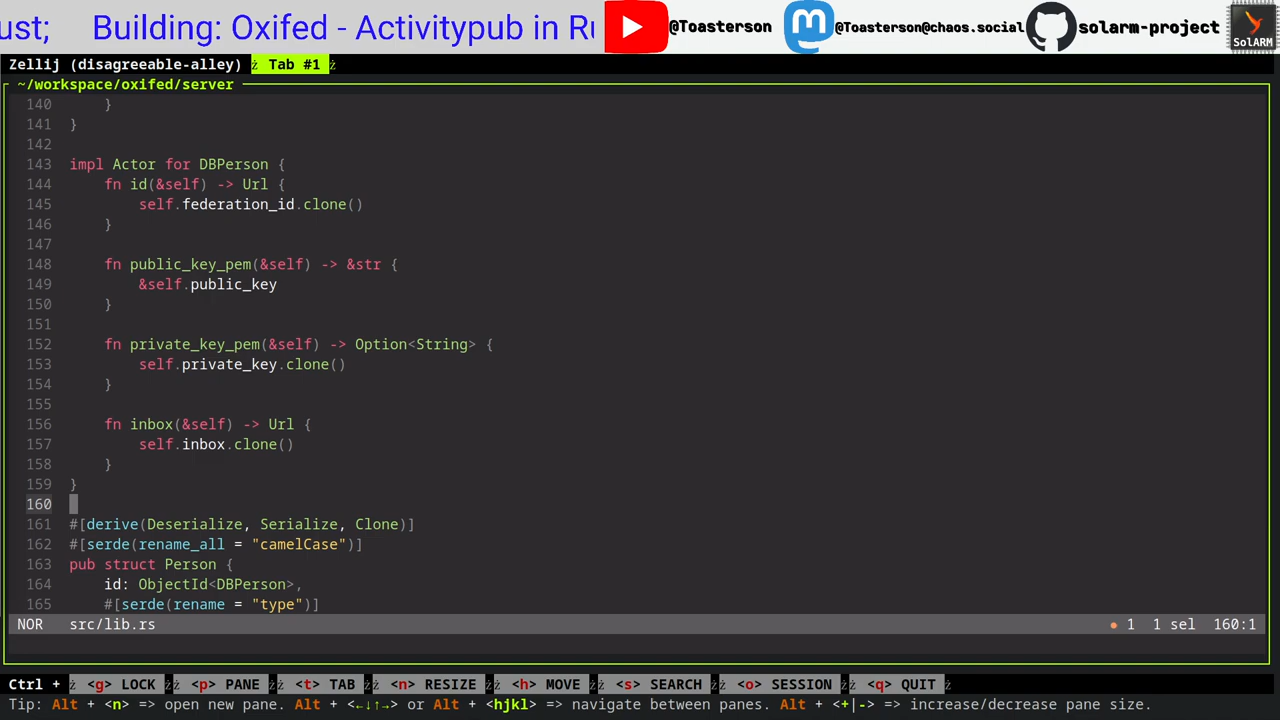 ust;    Building: Oxifed - Activitypub in Ru
@Toasterson
@Toasterson@chaos.social
solarm-project
SolARM
Zellij (disagreeable-alley)  Tab #1
~/workspace/oxifed/server
140     }
141 }
142
143 impl Actor for DBPerson {
144     fn id(&self) -> Url {
145         self.federation_id.clone()
146     }
147
148     fn public_key_pem(&self) -> &str {
149         &self.public_key
150     }
151
152     fn private_key_pem(&self) -> Option<String> {
153         self.private_key.clone()
154     }
155
156     fn inbox(&self) -> Url {
157         self.inbox.clone()
158     }
159 }
160
161 #[derive(Deserialize, Serialize, Clone)]
162 #[serde(rename_all = "camelCase")]
163 pub struct Person {
164     id: ObjectId<DBPerson>,
165     #[serde(rename = "type")]
NOR   src/lib.rs   ● 1  1 sel  160:1
Ctrl +  <g> LOCK  <p> PANE  <t> TAB  <n> RESIZE  <h> MOVE  <s> SEARCH  <o> SESSION  <q> QUIT
Tip: Alt + <n> => open new pane. Alt + <←↓↑→> or Alt + <hjkl> => navigate between panes. Alt + <+|-> => increase/decrease pane size.